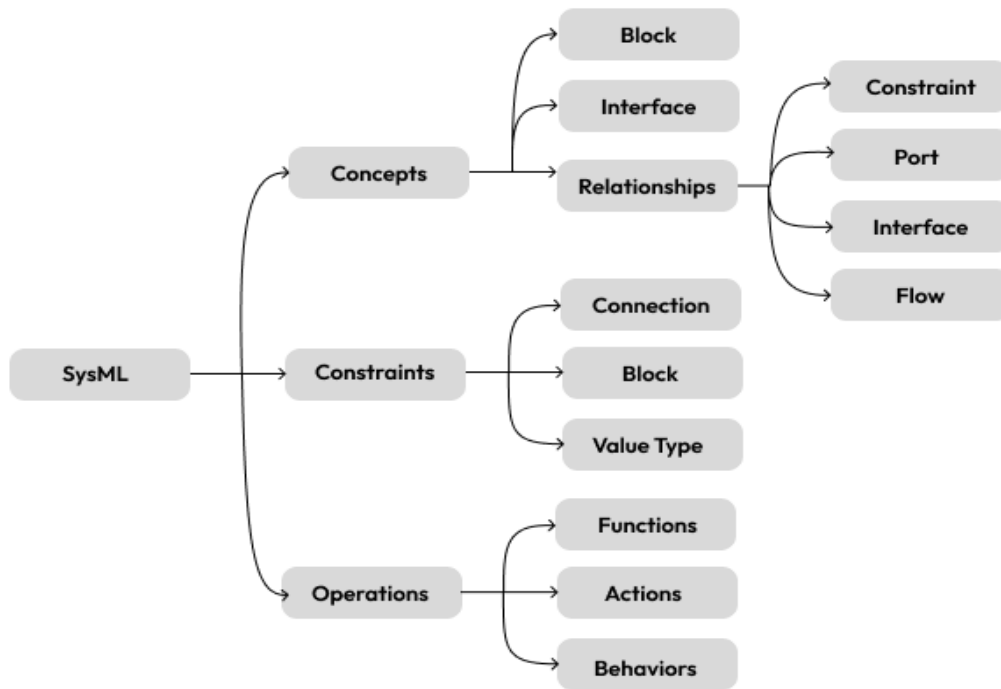 SysML
Concepts
Block
Interface
Relationships
Constraint
Port
Interface
Flow
Constraints
Connection
Block
Value Type
Operations
Functions
Actions
Behaviors